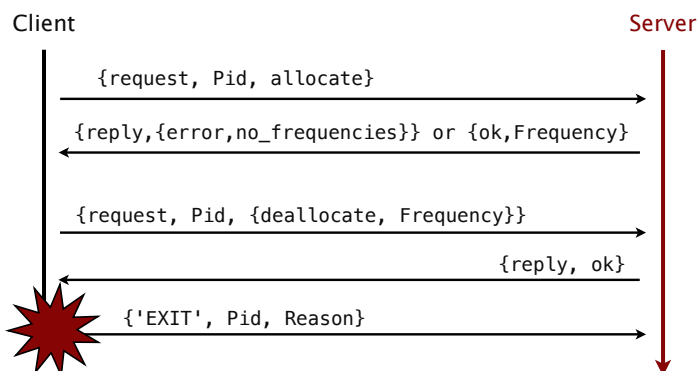 Client
Server
{request, Pid, allocate}
{reply,{error,no_frequencies}} or {ok,Frequency}
{request, Pid, {deallocate, Frequency}}
{reply, ok}
{'EXIT', Pid, Reason}